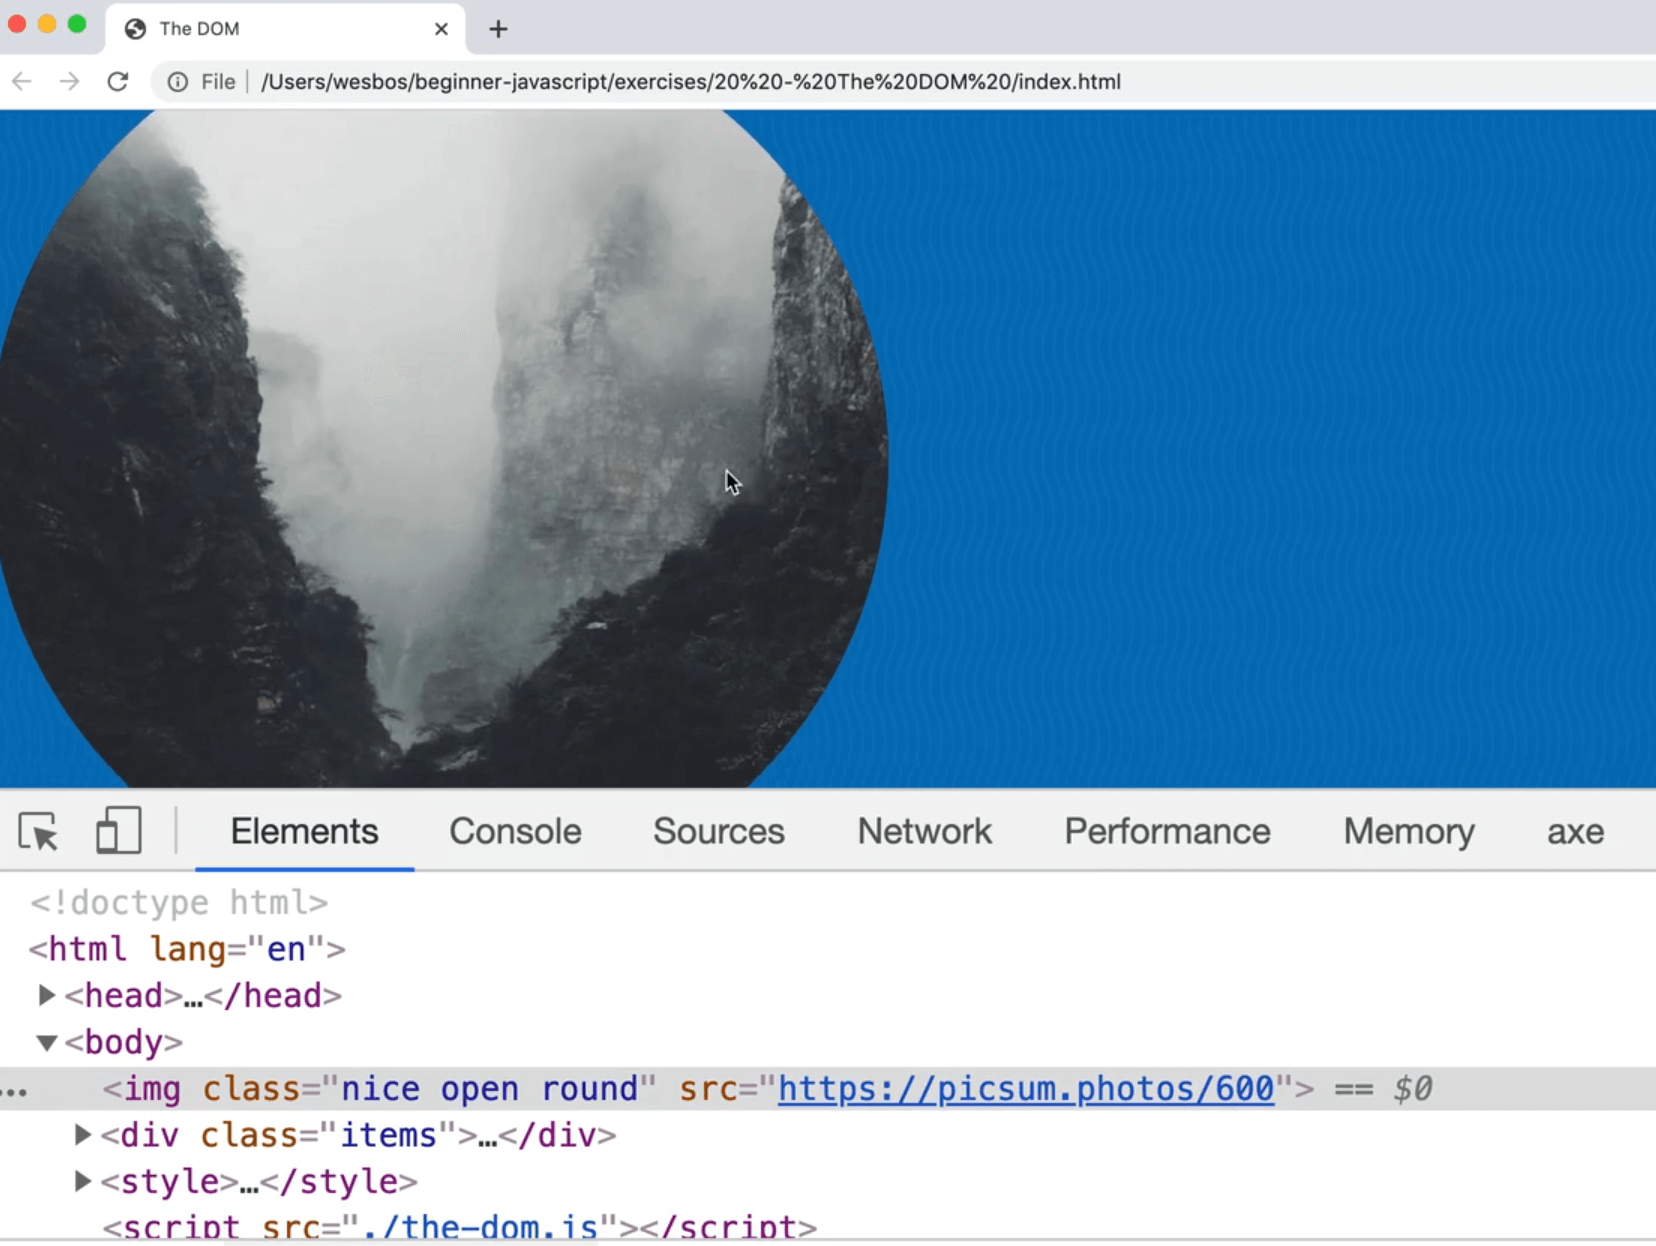 The DOM
File /Users/wesbos/beginner-javascript/exercises/20%20-%20The%20DOM%20/index.html
Elements Console Sources Network Performance Memory axe
<!doctype html>
<html lang="en">
<head>…</head>
<body>
<img class="nice open round" src="https://picsum.photos/600"> == $0
<div class="items">…</div>
<style>…</style>
<script src="./the-dom.js"></script>